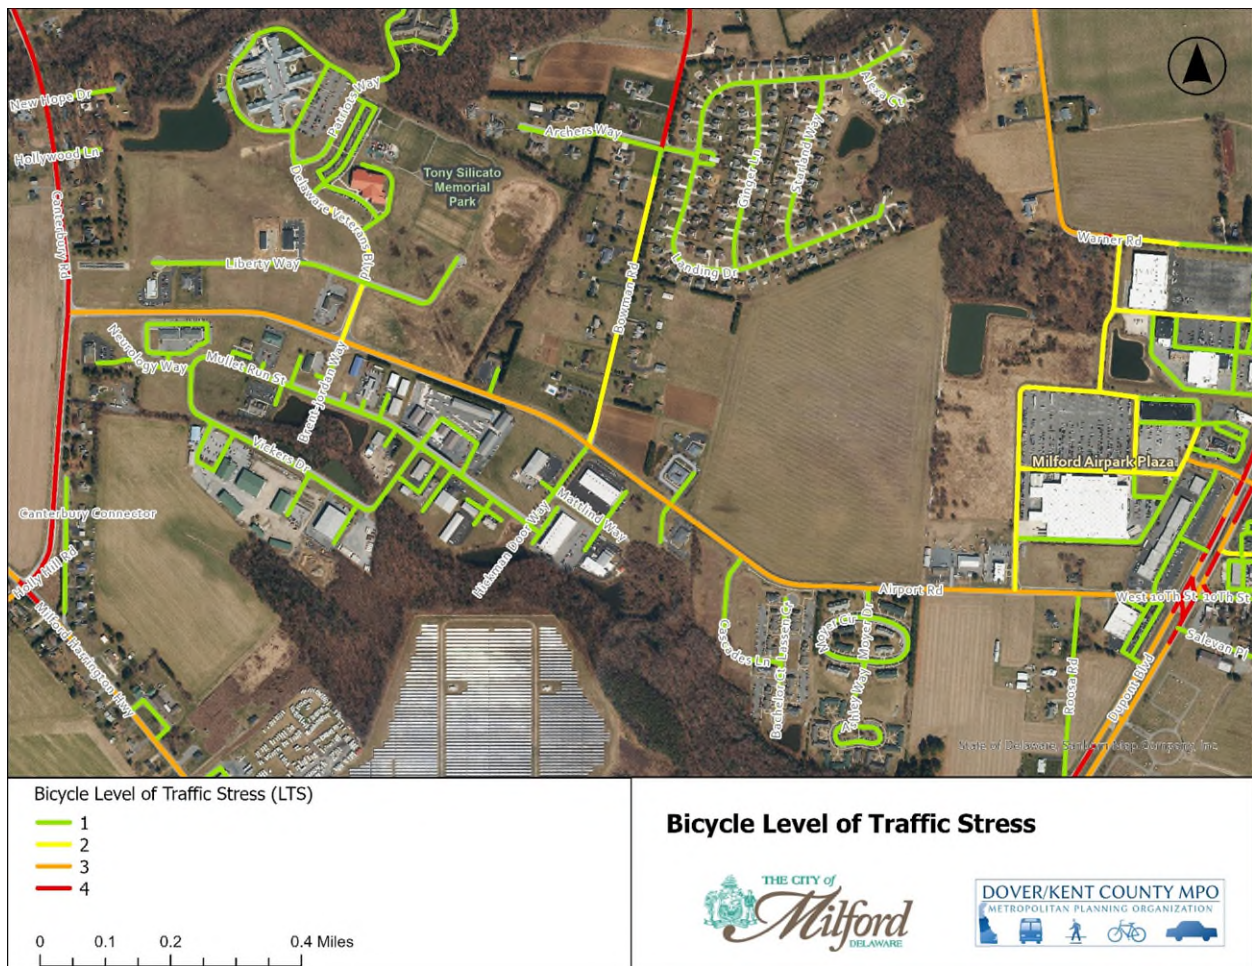 New Hope Dr
Hollywood Ln
Canterbury Rd
Patriots Way
Delaware Veterans Blvd
Tony Silicato
Memorial
Park
Archers Way
Alexa Ct
Ginger Ln
Scotland Way
Landing Dr
Bowman Rd
Warner Rd
Liberty Way
Neurology Way
Mullet Run St
Brent-Jordan Way
Vickers Dr
Mattlind Way
Hickman Door Way
Milford Airpark Plaza
Canterbury Connector
Holly Hill Rd
Milford Harrington Hwy
Airport Rd
West 10Th St
10Th St
Cascades Ln
Bachelor Ct
Lassen Cr
Noyer Cir
Moyer Dr
Way
Roosa Rd
Dupont Blvd
Salevan Pl
State of Delaware, Sanborn Map Company, Inc.
Bicycle Level of Traffic Stress (LTS)
1
2
3
4
0 0.1 0.2 0.4 Miles
Bicycle Level of Traffic Stress
THE CITY of
Milford
DELAWARE
DOVER/KENT COUNTY MPO
METROPOLITAN PLANNING ORGANIZATION